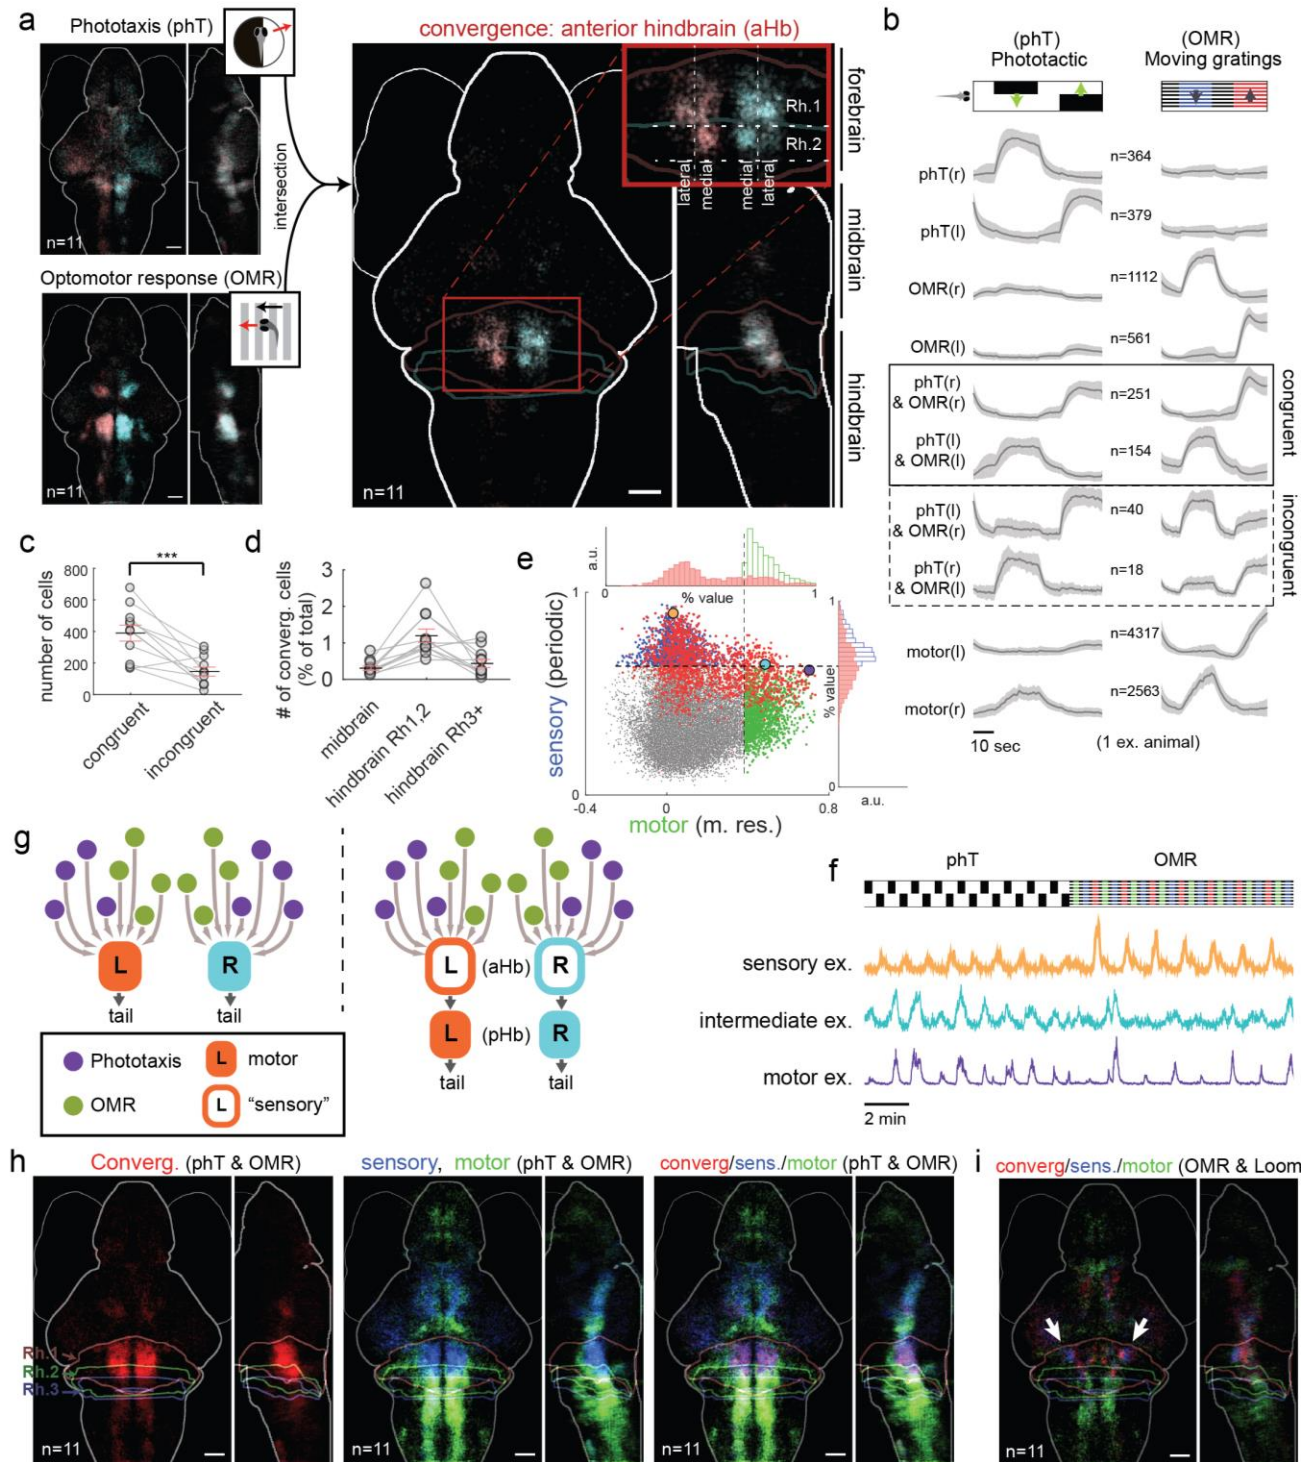 a
Phototaxis (phT)
n=11
Optomotor response (OMR)
n=11
intersection
convergence: anterior hindbrain (aHb)
Rh.1
Rh.2
lateral
medial
medial
lateral
n=11
forebrain
midbrain
hindbrain
b
(phT)
Phototactic
(OMR)
Moving gratings
phT(r)
n=364
phT(l)
n=379
OMR(r)
n=1112
OMR(l)
n=561
phT(r)
& OMR(r)
n=251
phT(l)
& OMR(l)
n=154
congruent
phT(l)
& OMR(r)
n=40
phT(r)
& OMR(l)
n=18
incongruent
motor(l)
n=4317
motor(r)
n=2563
10 sec
(1 ex. animal)
c
number of cells
800
600
400
200
0
***
congruent
incongruent
d
# of converg. cells
(% of total)
3
2
1
0
midbrain
hindbrain Rh1,2
hindbrain Rh3+
e
a.u.
-1
% value
1
sensory (periodic)
1
0
-0.4
0
0.8
motor (m. res.)
1
% value
0
a.u.
f
phT
OMR
sensory ex.
intermediate ex.
motor ex.
2 min
g
L
R
tail
tail
L
(aHb)
R
L
(pHb)
R
tail
tail
Phototaxis
L
motor
OMR
L
"sensory"
h
Converg. (phT & OMR)
Rh.1
Rh.2
Rh.3
n=11
sensory, motor (phT & OMR)
n=11
converg/sens./motor (phT & OMR)
n=11
i
converg/sens./motor (OMR & Loom
n=11